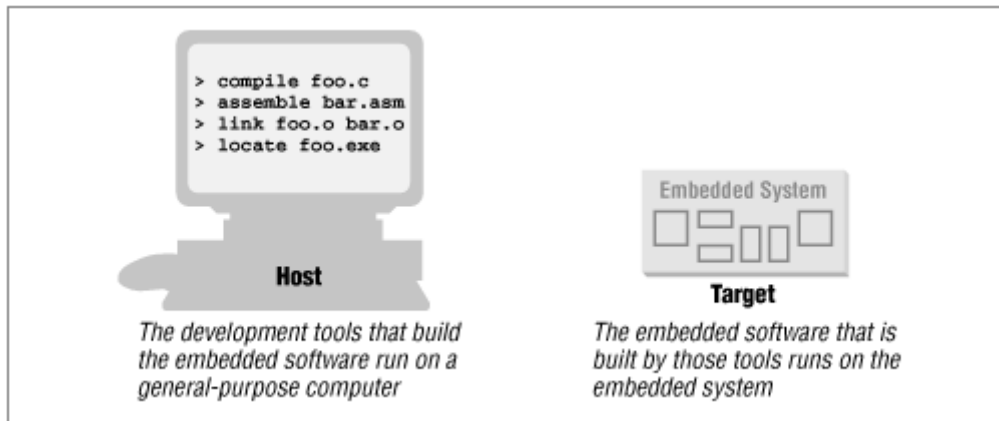 > compile foo.c
> assemble bar.asm
> link foo.o bar.o
> locate foo.exe
Host
The development tools that build
the embedded software run on a
general-purpose computer
Embedded System
Target
The embedded software that is
built by those tools runs on the
embedded system